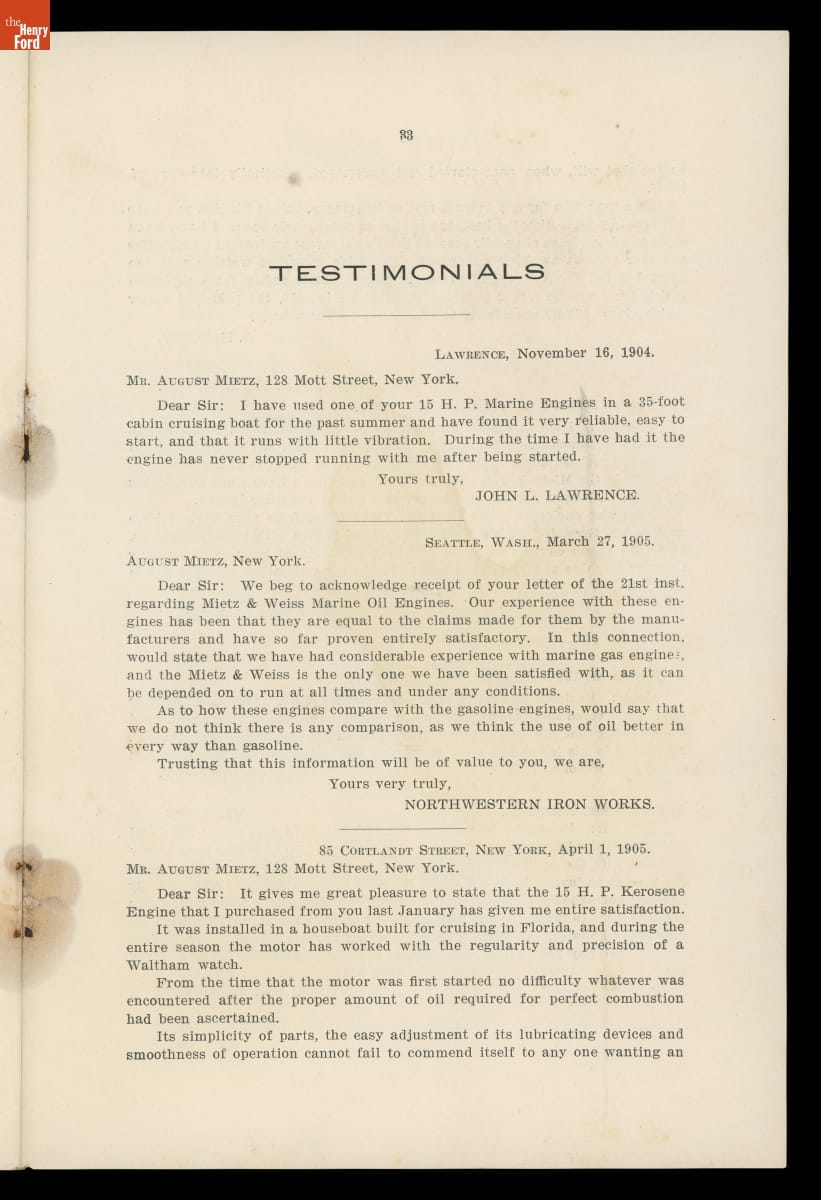 the
Henry
Ford
33
TESTIMONIALS
LAWRENCE, November 16, 1904.
MR. AUGUST MIETZ, 128 Mott Street, New York.
Dear Sir: I have used one of your 15 H. P. Marine Engines in a 35-foot
cabin cruising boat for the past summer and have found it very reliable, easy to
start, and that it runs with little vibration. During the time I have had it the
engine has never stopped running with me after being started.
Yours truly,
JOHN L. LAWRENCE.
SEATTLE, WASH., March 27, 1905.
AUGUST MIETZ, New York.
Dear Sir: We beg to acknowledge receipt of your letter of the 21st inst.
regarding Mietz & Weiss Marine Oil Engines. Our experience with these en-
gines has been that they are equal to the claims made for them by the manu-
facturers and have so far proven entirely satisfactory. In this connection,
would state that we have had considerable experience with marine gas engines,
and the Mietz & Weiss is the only one we have been satisfied with, as it can
be depended on to run at all times and under any conditions.
As to how these engines compare with the gasoline engines, would say that
we do not think there is any comparison, as we think the use of oil better in
every way than gasoline.
Trusting that this information will be of value to you, we are,
Yours very truly,
NORTHWESTERN IRON WORKS.
85 CORTLANDT STREET, NEW YORK, April 1, 1905.
MR. AUGUST MIETZ, 128 Mott Street, New York.
Dear Sir: It gives me great pleasure to state that the 15 H. P. Kerosene
Engine that I purchased from you last January has given me entire satisfaction.
It was installed in a houseboat built for cruising in Florida, and during the
entire season the motor has worked with the regularity and precision of a
Waltham watch.
From the time that the motor was first started no difficulty whatever was
encountered after the proper amount of oil required for perfect combustion
had been ascertained.
Its simplicity of parts, the easy adjustment of its lubricating devices and
smoothness of operation cannot fail to commend itself to any one wanting an